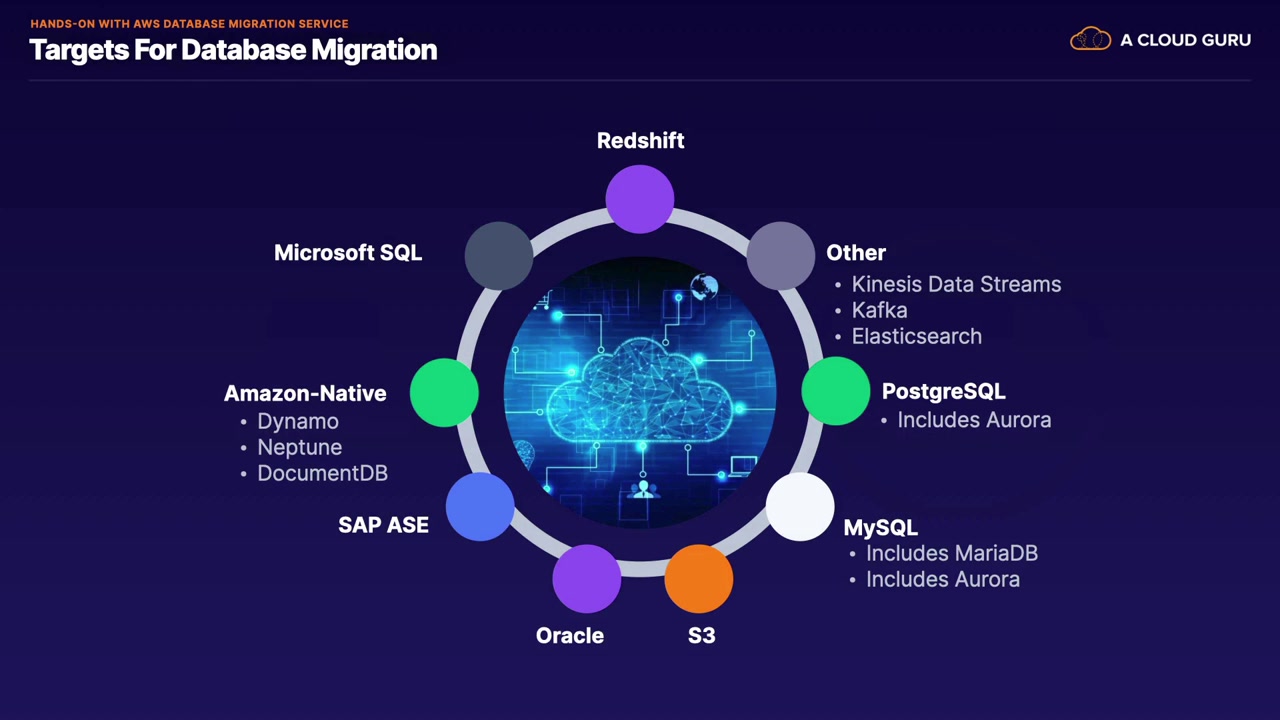 HANDS-ON WITH AWS DATABASE MIGRATION SERVICE
Targets For Database Migration
A CLOUD GURU
Redshift
Other
• Kinesis Data Streams
• Kafka
• Elasticsearch
PostgreSQL
• Includes Aurora
MySQL
• Includes MariaDB
• Includes Aurora
S3
Oracle
SAP ASE
Amazon-Native
• Dynamo
• Neptune
• DocumentDB
Microsoft SQL